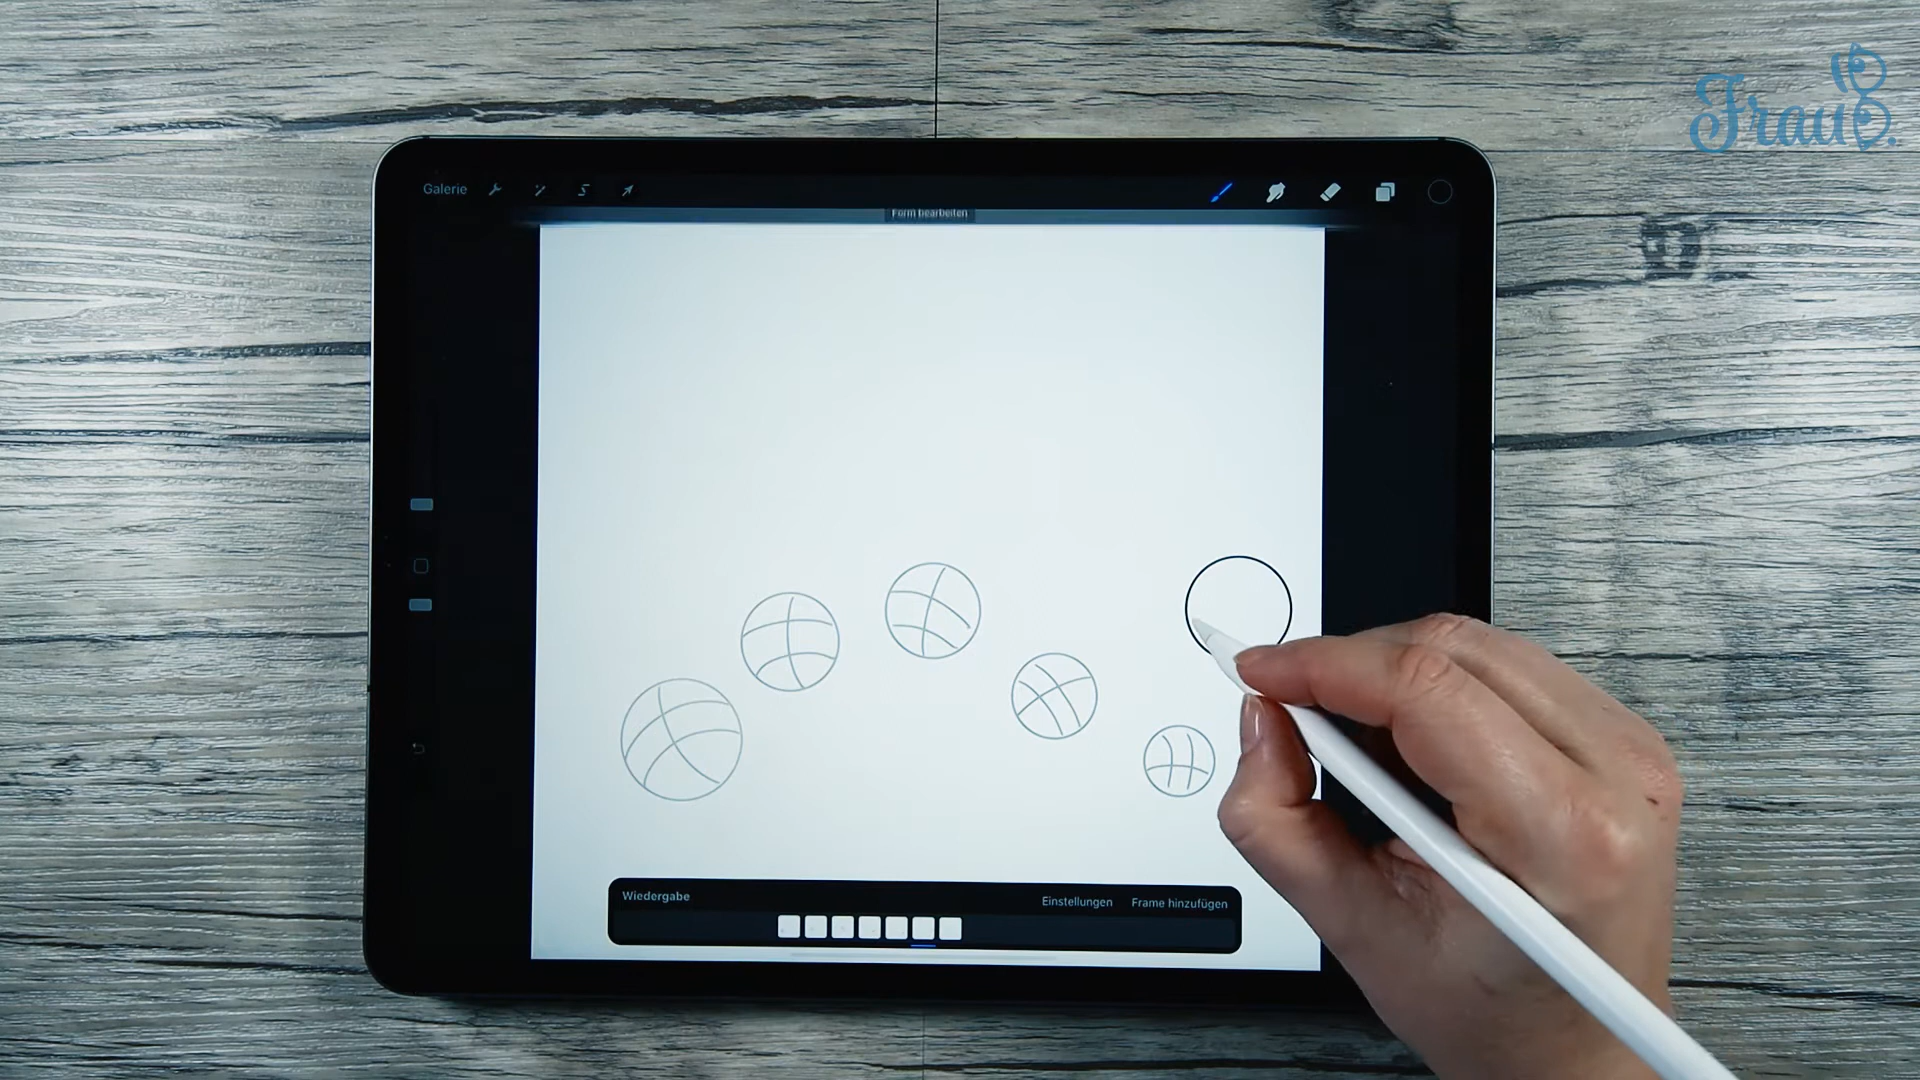 Frau B.
Galerie
Form bearbeiten
Wiedergabe
Einstellungen
Frame hinzufügen